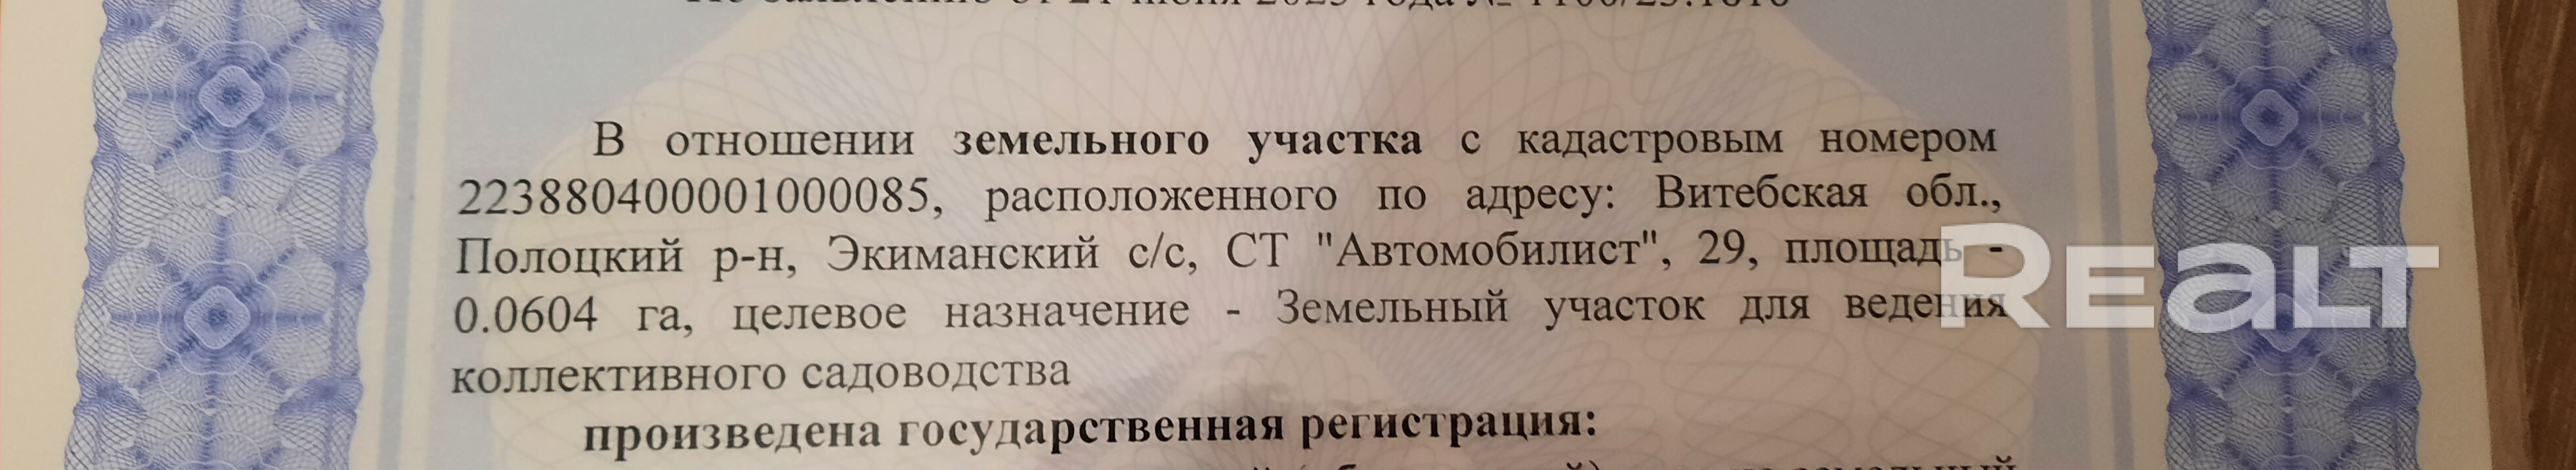 В отношении земельного участка с кадастровым номером
223880400001000085, расположенного по адресу: Витебская обл.,
Полоцкий р-н, Экиманский с/с, СТ "Автомобилист", 29, площадь -
0.0604 га, целевое назначение - Земельный участок для ведения
коллективного садоводства
произведена государственная регистрация:
REALT